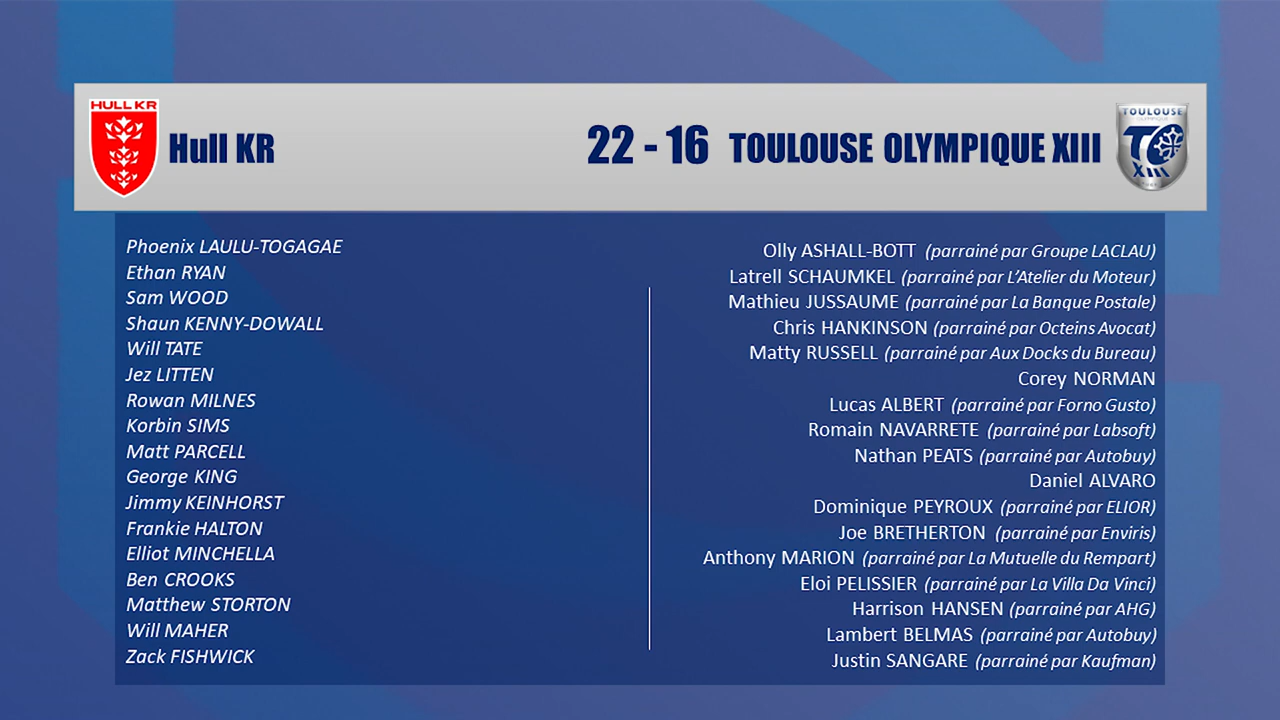 HULL KR
Hull KR
22 - 16 TOULOUSE OLYMPIQUE XIII
TOULOUSE
OLYMPIQUE
TO
XIII
Phoenix LAULU-TOGAGAE
Ethan RYAN
Sam WOOD
Shaun KENNY-DOWALL
Will TATE
Jez LITTEN
Rowan MILNES
Korbin SIMS
Matt PARCELL
George KING
Jimmy KEINHORST
Frankie HALTON
Elliot MINCHELLA
Ben CROOKS
Matthew STORTON
Will MAHER
Zack FISHWICK
Olly ASHALL-BOTT (parrainé par Groupe LACLAU)
Latrell SCHAUMKEL (parrainé par L’Atelier du Moteur)
Mathieu JUSSAUME (parrainé par La Banque Postale)
Chris HANKINSON (parrainé par Octeins Avocat)
Matty RUSSELL (parrainé par Aux Docks du Bureau)
Corey NORMAN
Lucas ALBERT (parrainé par Forno Gusto)
Romain NAVARRETE (parrainé par Labsoft)
Nathan PEATS (parrainé par Autobuy)
Daniel ALVARO
Dominique PEYROUX (parrainé par ELIOR)
Joe BRETHERTON (parrainé par Enviris)
Anthony MARION (parrainé par La Mutuelle du Rempart)
Eloi PELISSIER (parrainé par La Villa Da Vinci)
Harrison HANSEN (parrainé par AHG)
Lambert BELMAS (parrainé par Autobuy)
Justin SANGARE (parrainé par Kaufman)